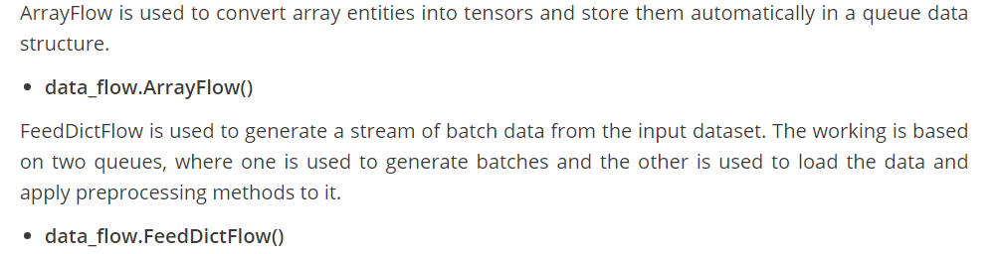 ArrayFlow is used to convert array entities into tensors and store them automatically in a queue data
structure.
• data_flow.ArrayFlow()
FeedDictFlow is used to generate a stream of batch data from the input dataset. The working is based
on two queues, where one is used to generate batches and the other is used to load the data and
apply preprocessing methods to it.
• data_flow.FeedDictFlow()